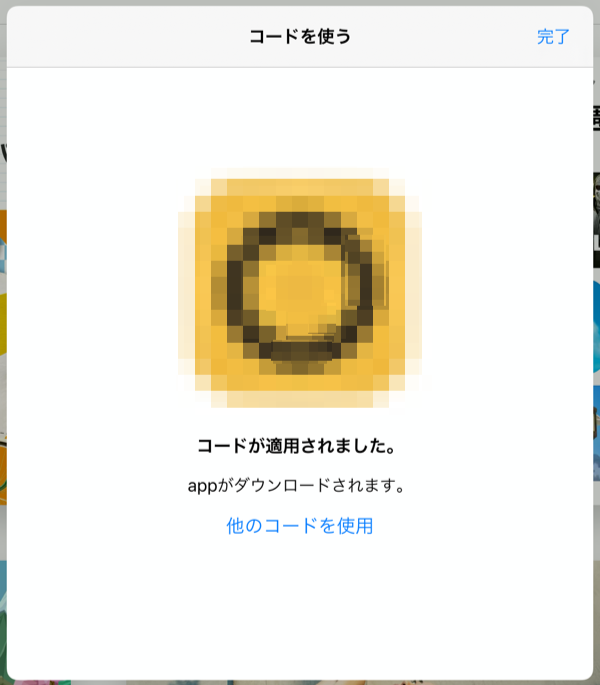 コードを使う
完了
コードが適用されました。
appがダウンロードされます。
他のコードを使用